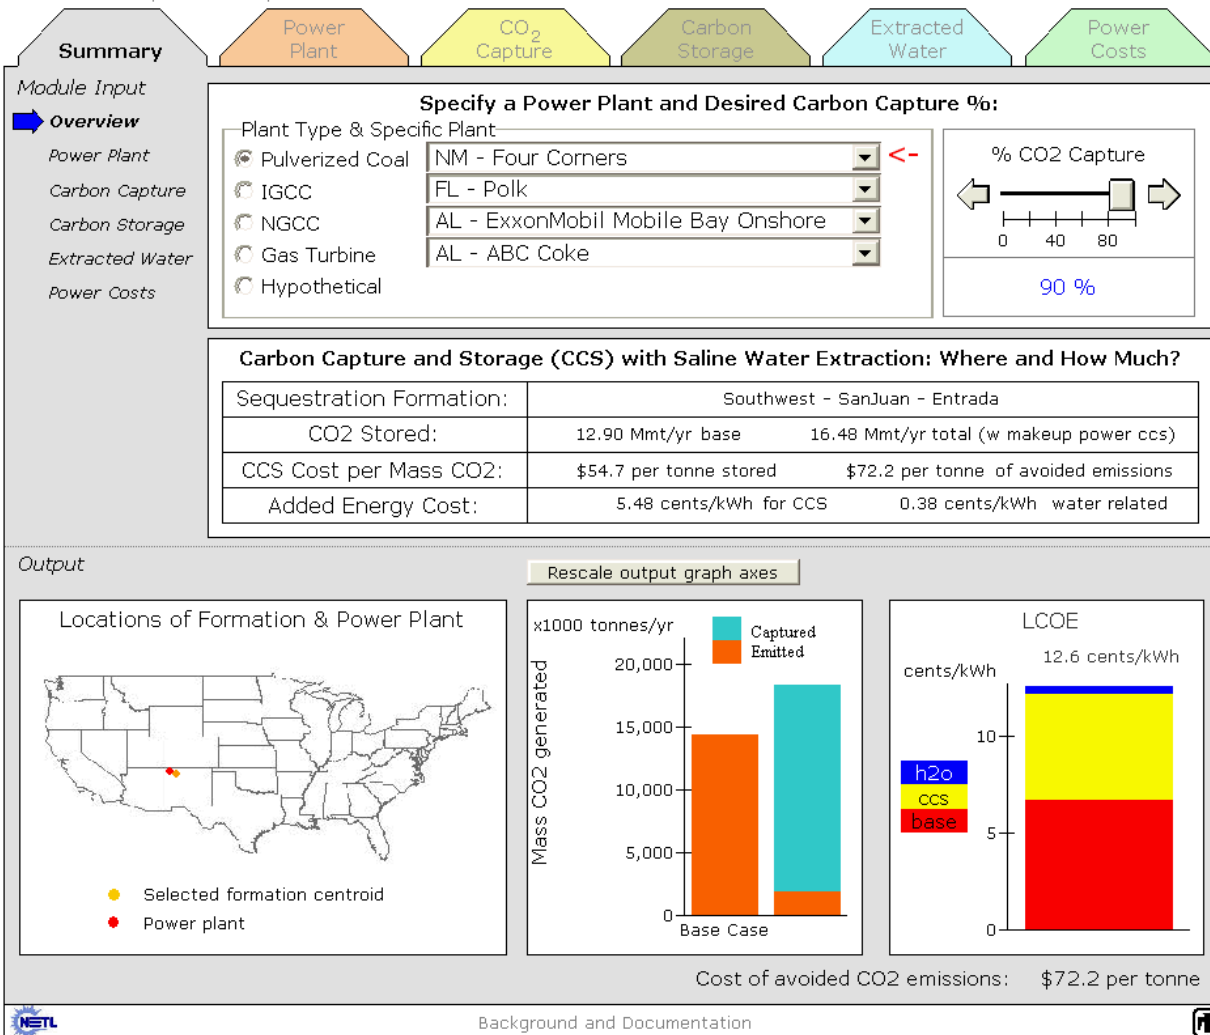 Summary
Power
Plant
CO2
Capture
Carbon
Storage
Extracted
Water
Power
Costs
Module Input
Overview
Power Plant
Carbon Capture
Carbon Storage
Extracted Water
Power Costs
Specify a Power Plant and Desired Carbon Capture %:
Plant Type & Specific Plant
Pulverized Coal NM - Four Corners <-
IGCC FL - Polk
NGCC AL - ExxonMobil Mobile Bay Onshore
Gas Turbine AL - ABC Coke
Hypothetical
% CO2 Capture
0 40 80
90 %
Carbon Capture and Storage (CCS) with Saline Water Extraction: Where and How Much?
Sequestration Formation: Southwest - SanJuan - Entrada
CO2 Stored: 12.90 Mmt/yr base 16.48 Mmt/yr total (w makeup power ccs)
CCS Cost per Mass CO2: $54.7 per tonne stored $72.2 per tonne of avoided emissions
Added Energy Cost: 5.48 cents/kWh for CCS 0.38 cents/kWh water related
Output
Rescale output graph axes
Locations of Formation & Power Plant
Selected formation centroid
Power plant
x1000 tonnes/yr
Captured
Emitted
Mass CO2 generated
20,000
15,000
10,000
5,000
0
Base Case
LCOE
12.6 cents/kWh
cents/kWh
10
5
0
h2o
ccs
base
Cost of avoided CO2 emissions: $72.2 per tonne
NETL
Background and Documentation